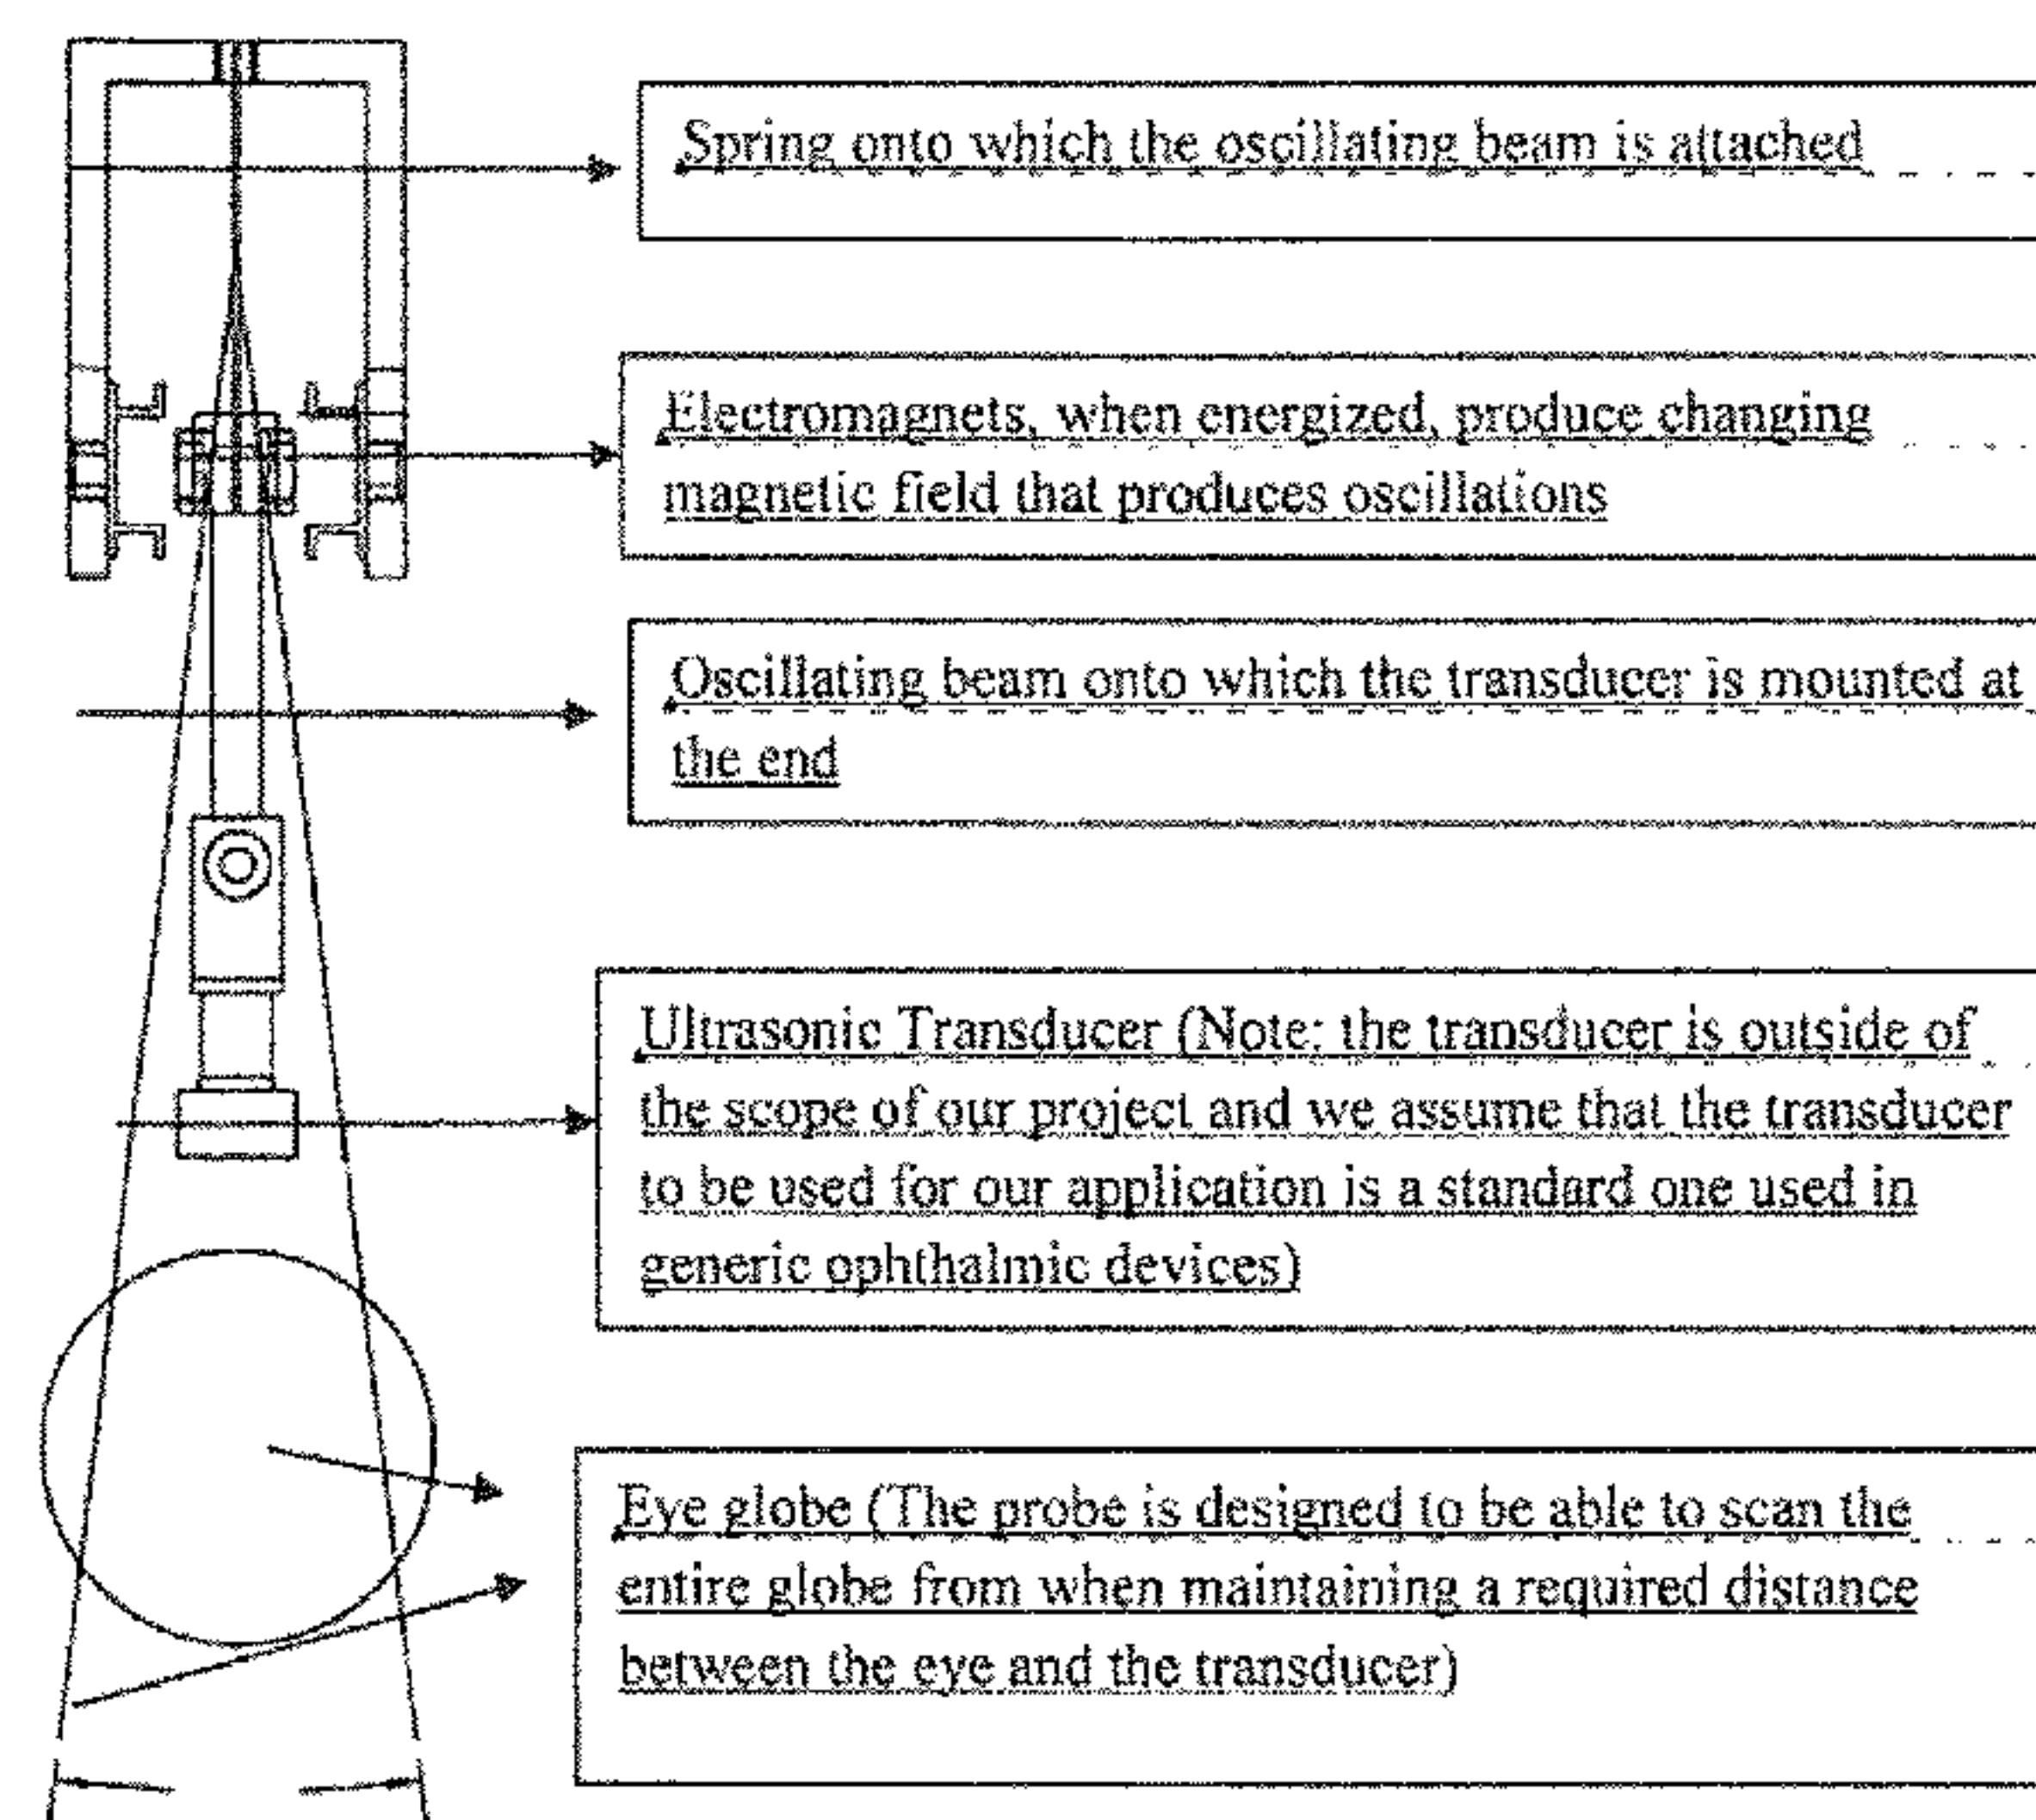 Spring onto which the oscillating beam is attached
Electromagnets, when energized, produce changing
magnetic field that produces oscillations
Oscillating beam onto which the transducer is mounted at
the end
Ultrasonic Transducer (Note: the transducer is outside of
the scope of our project and we assume that the transducer
to be used for our application is a standard one used in
generic ophthalmic devices)
Eye globe (The probe is designed to be able to scan the
entire globe from when maintaining a required distance
between the eye and the transducer)